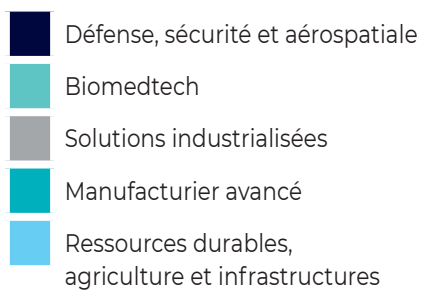 Défense, sécurité et aérospatiale
Biomedtech
Solutions industrialisées
Manufacturier avancé
Ressources durables,
agriculture et infrastructures